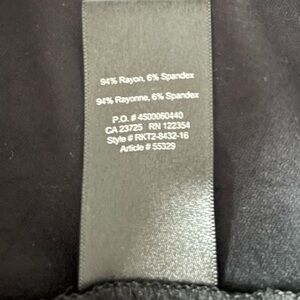 94% Rayon, 6% Spandex
94% Rayonne, 6% Spandex
P.O. # 4500060440
CA 23725 RN 122354
Style # RKT2-8432-16
Article # 55329